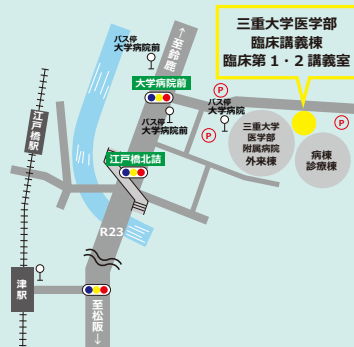 三重大学医学部
臨床講義棟
臨床第1・2講義室
↑至鈴鹿
バス停
大学病院前
大学病院前
P
バス停
大学病院
バス停
大学病院前
P
P
三重大学
医学部
附属病院
外来棟
病棟
診療棟
江戸橋駅
江戸橋北詰
R23
津駅
至松阪↓